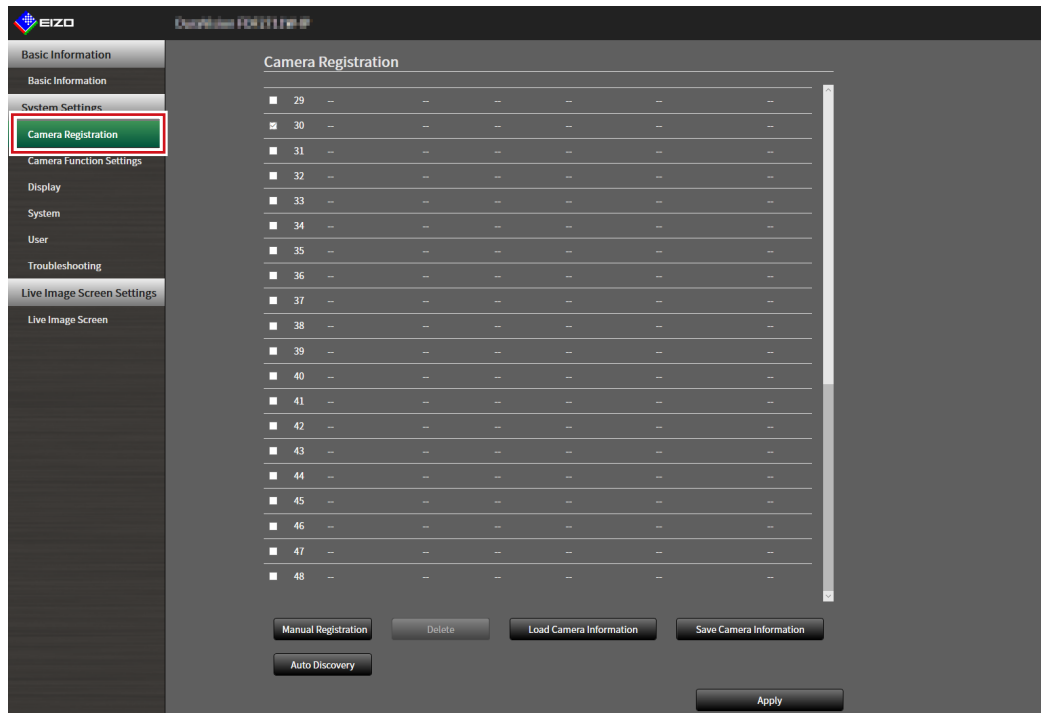 EIZO
Basic Information
Basic Information
System Settings
Camera Registration
Camera Function Settings
Display
System
User
Troubleshooting
Live Image Screen Settings
Live Image Screen
Camera Registration
29 -- -- -- -- -- --
30 -- -- -- -- -- --
31 -- -- -- -- -- --
32 -- -- -- -- -- --
33 -- -- -- -- -- --
34 -- -- -- -- -- --
35 -- -- -- -- -- --
36 -- -- -- -- -- --
37 -- -- -- -- -- --
38 -- -- -- -- -- --
39 -- -- -- -- -- --
40 -- -- -- -- -- --
41 -- -- -- -- -- --
42 -- -- -- -- -- --
43 -- -- -- -- -- --
44 -- -- -- -- -- --
45 -- -- -- -- -- --
46 -- -- -- -- -- --
47 -- -- -- -- -- --
48 -- -- -- -- -- --
Manual Registration Delete Load Camera Information Save Camera Information
Auto Discovery
Apply